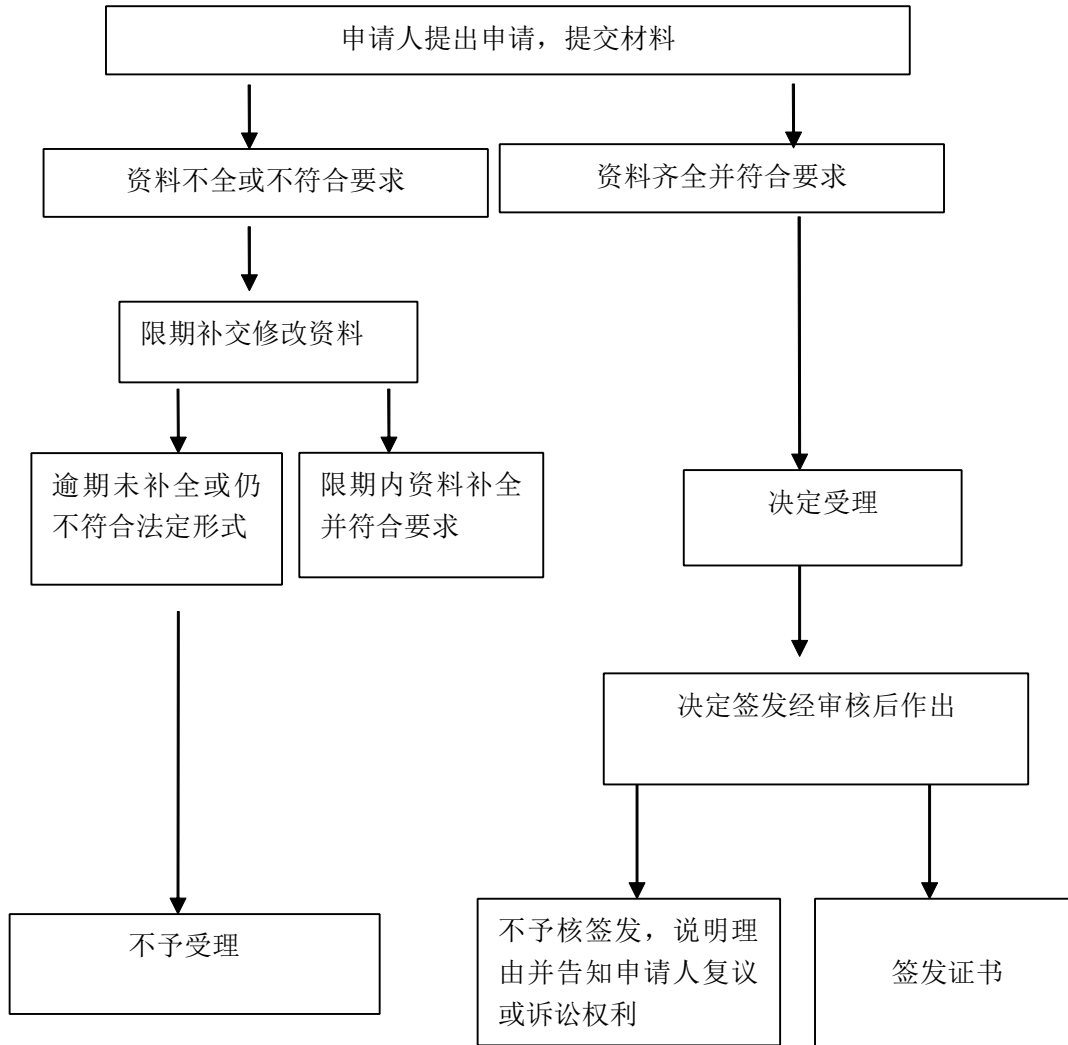 申请人提出申请，提交材料
资料不全或不符合要求
资料齐全并符合要求
限期补交修改资料
逾期未补全或仍
不符合法定形式
限期内资料补全
并符合要求
决定受理
决定签发经审核后作出
不予受理
不予核签发，说明理
由并告知申请人复议
或诉讼权利
签发证书